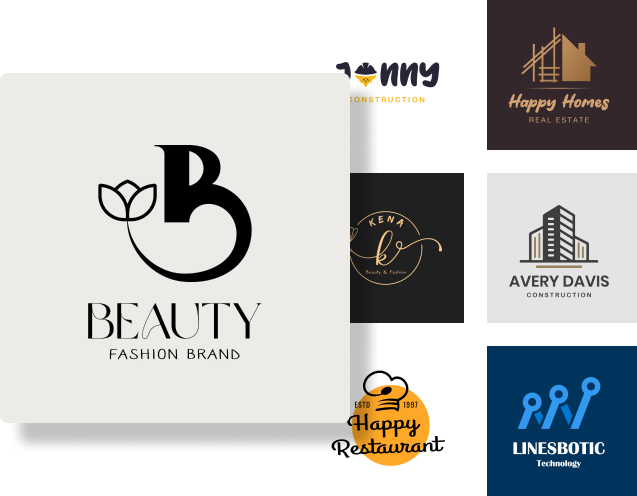 B
BEAUTY
FASHION BRAND
CONSTRUCTION
Happy Homes
REAL ESTATE
KENA
k
Beauty & Fashion
AVERY DAVIS
CONSTRUCTION
ESTD 1997
Happy
Restaurant
LINESBOTIC
Technology